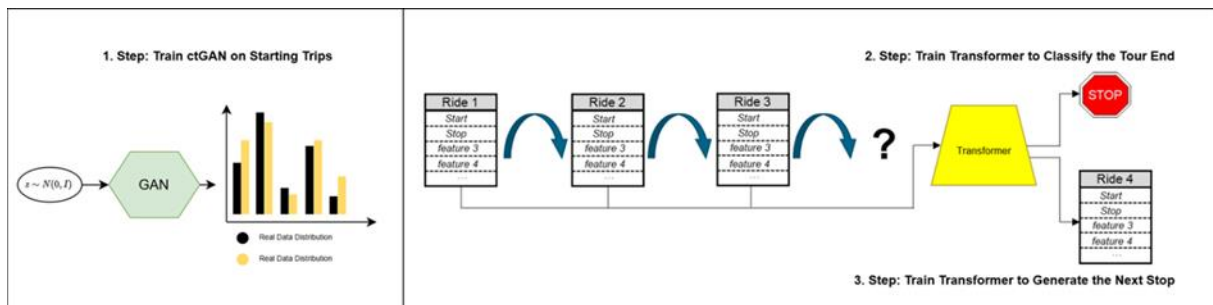 1. Step: Train ctGAN on Starting Trips
z ~ N(0, I)
GAN
Real Data Distribution
Real Data Distribution
2. Step: Train Transformer to Classify the Tour End
Ride 1
Start
Stop
feature 3
feature 4
...
Ride 2
Start
Stop
feature 3
feature 4
...
Ride 3
Start
Stop
feature 3
feature 4
...
?
Transformer
STOP
Ride 4
Start
Stop
feature 3
feature 4
...
3. Step: Train Transformer to Generate the Next Stop